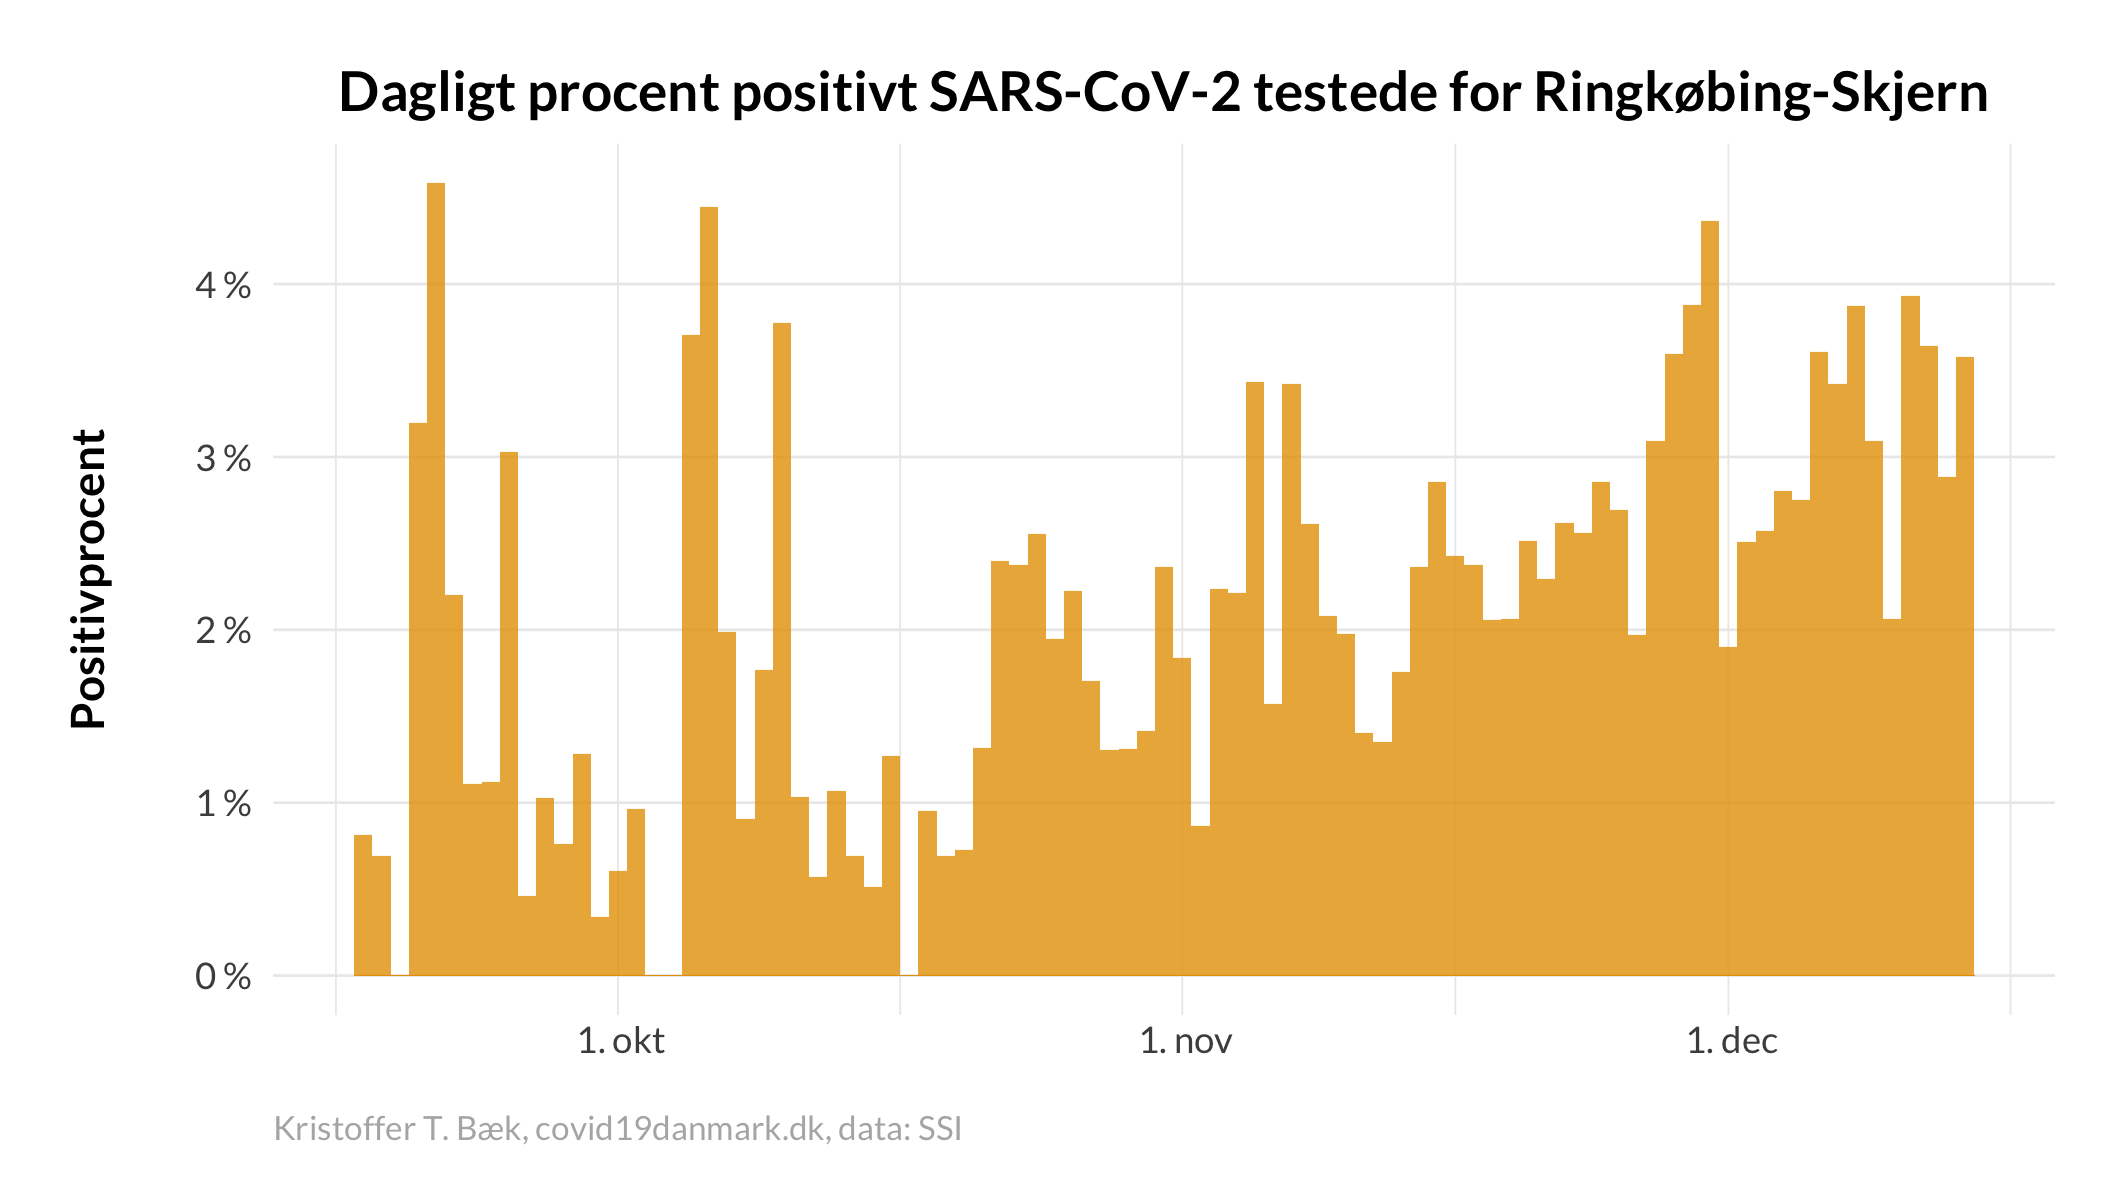 Dagligt procent positivt SARS-CoV-2 testede for Ringkøbing-Skjern
Positivprocent
4 %
3 %
2 %
1 %
0 %
1. okt
1. nov
1. dec
Kristoffer T. Bæk, covid19danmark.dk, data: SSI